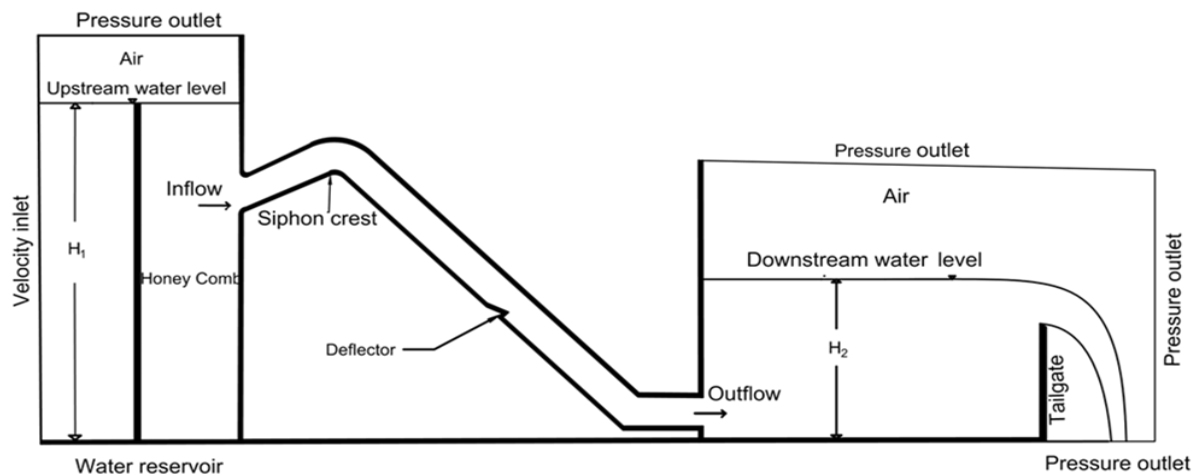 Pressure outlet
Air
Upstream water level
Velocity inlet
H₁
Honey Comb
Inflow
Siphon crest
Deflector
Water reservoir
Outflow
Pressure outlet
Air
Downstream water level
H₂
Tailgate
Pressure outlet
Pressure outlet